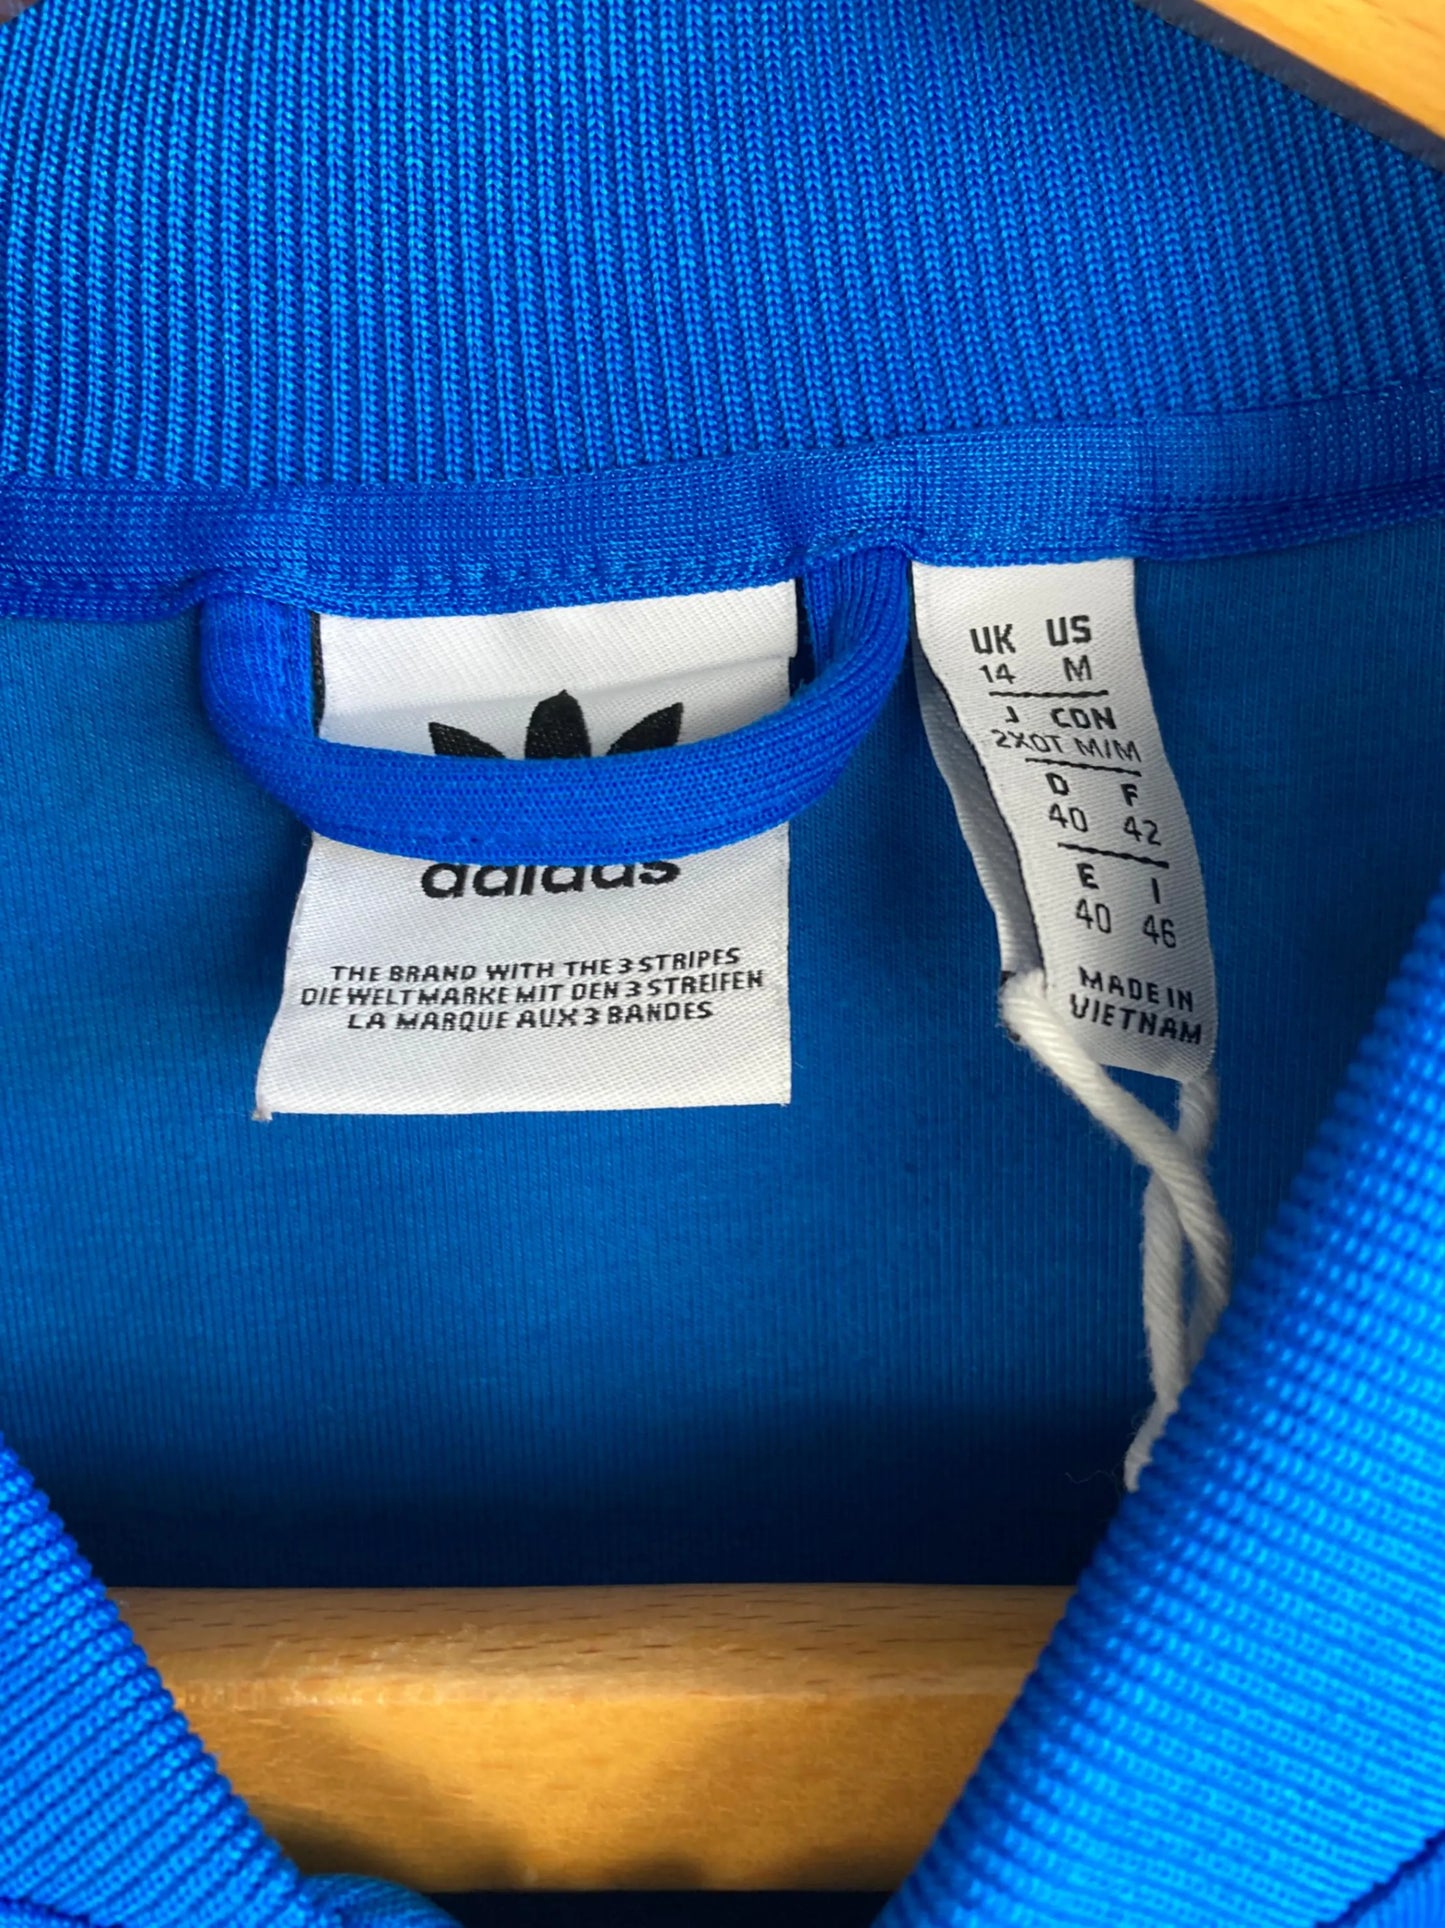 adidas
THE BRAND WITH THE 3 STRIPES
DIE WELTMARKE MIT DEN 3 STREIFEN
LA MARQUE AUX 3 BANDES
UK US
14 M
J CDN
2XOT M/M
D F
40 42
E I
40 46
MADE IN
VIETNAM